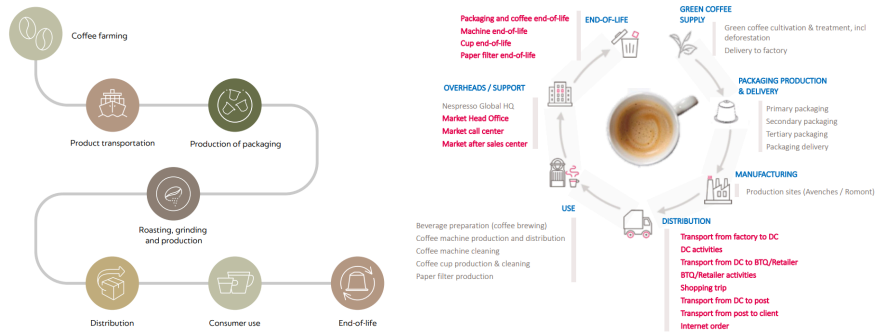 Coffee farming
Product transportation
Production of packaging
Roasting, grinding
and production
Distribution
Consumer use
End-of-life
Packaging and coffee end-of-life
Machine end-of-life
Cup end-of-life
Paper filter end-of-life
END-OF-LIFE
GREEN COFFEE
SUPPLY
Green coffee cultivation & treatment, incl
deforestation
Delivery to factory
OVERHEADS / SUPPORT
Nespresso Global HQ
Market Head Office
Market call center
Market after sales center
PACKAGING PRODUCTION
& DELIVERY
Primary packaging
Secondary packaging
Tertiary packaging
Packaging delivery
MANUFACTURING
Production sites (Avenches / Romont)
USE
Beverage preparation (coffee brewing)
Coffee machine production and distribution
Coffee machine cleaning
Coffee cup production & cleaning
Paper filter production
DISTRIBUTION
Transport from factory to DC
DC activities
Transport from DC to BTQ/Retailer
BTQ/Retailer activities
Shopping trip
Transport from DC to post
Transport from post to client
Internet order